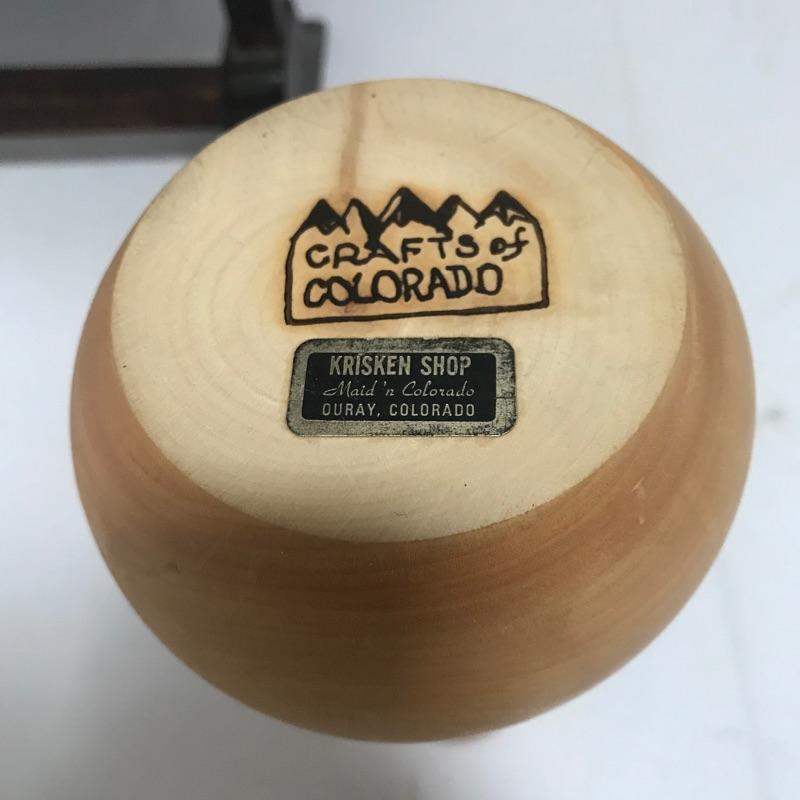 CRAFTS of
COLORADO
KRISKEN SHOP
Maid 'n Colorado
OURAY, COLORADO